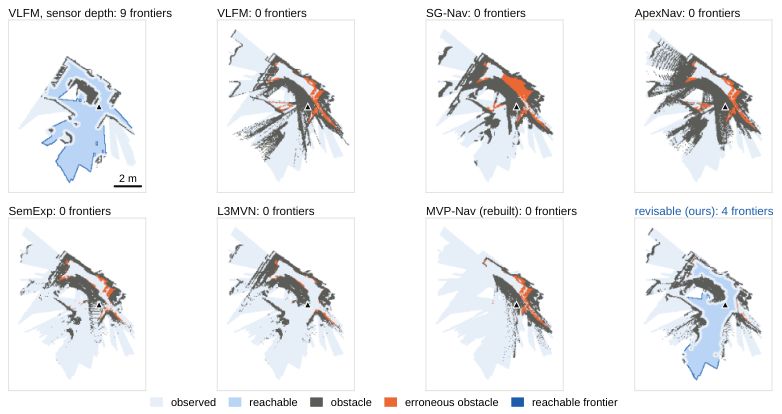 VLFM, sensor depth: 9 frontiers
VLFM: 0 frontiers
SG-Nav: 0 frontiers
ApexNav: 0 frontiers
2 m
SemExp: 0 frontiers
L3MVN: 0 frontiers
MVP-Nav (rebuilt): 0 frontiers
revisable (ours): 4 frontiers
observed
reachable
obstacle
erroneous obstacle
reachable frontier